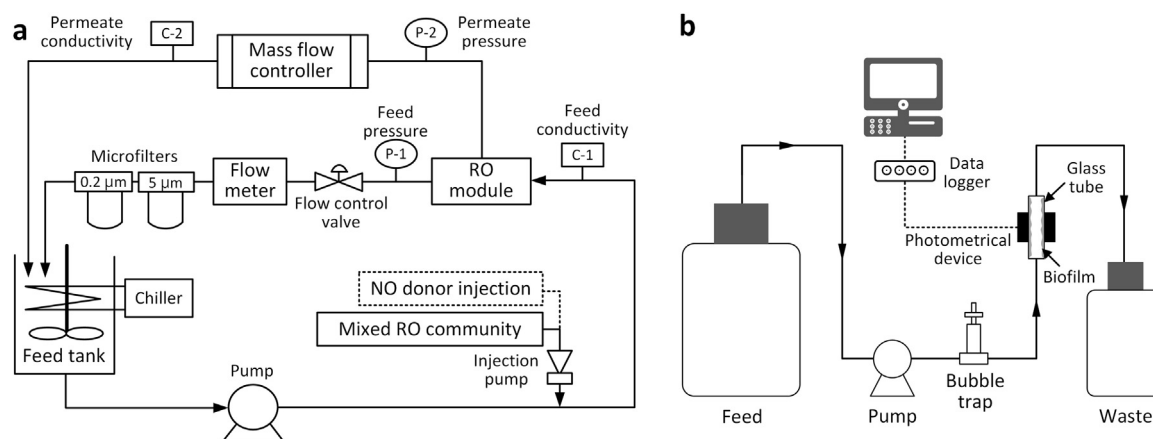 a
Permeate
conductivity
C-2
Mass flow
controller
P-2
Permeate
pressure
Feed
pressure
P-1
Feed
conductivity
C-1
Microfilters
0.2 µm
5 µm
Flow
meter
Flow control
valve
RO
module
Chiller
Feed tank
NO donor injection
Mixed RO community
Injection
pump
Pump
b
Data
logger
Glass
tube
Photometrical
device
Biofilm
Bubble
trap
Feed
Pump
Waste